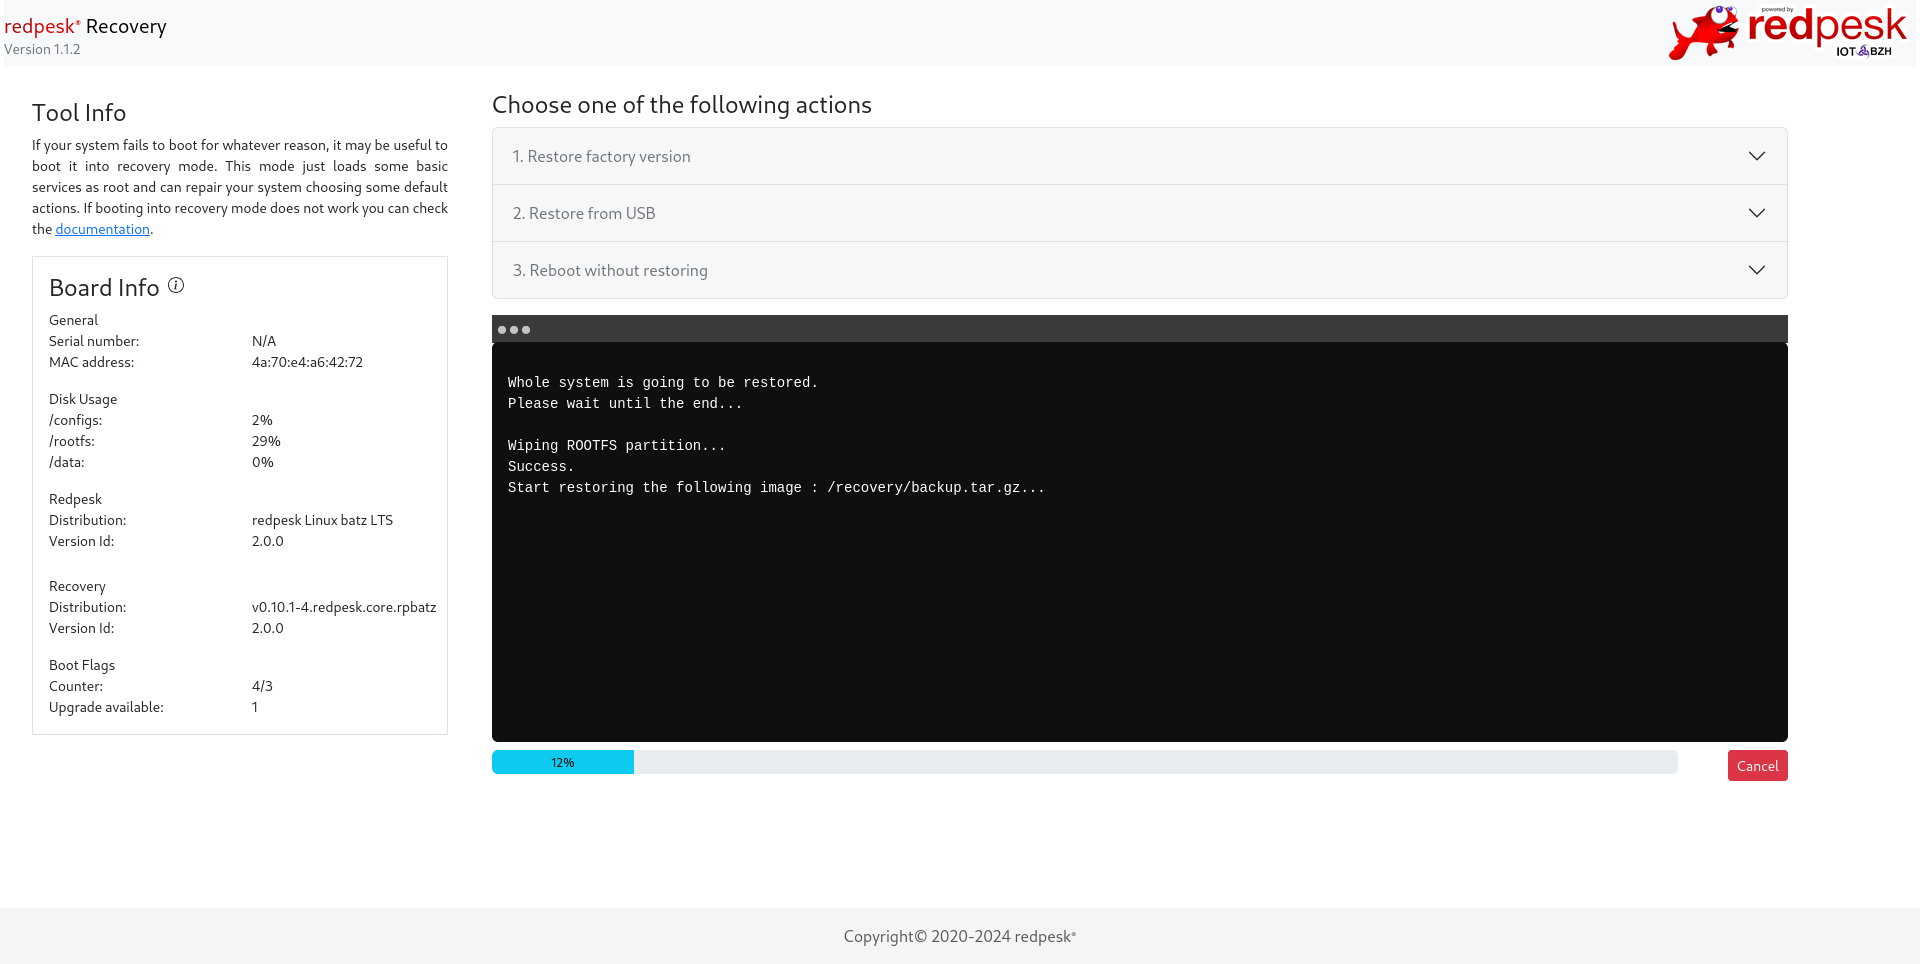 redpesk® Recovery
Version 1.1.2
powered by
redpesk
IOT BZH
Tool Info
If your system fails to boot for whatever reason, it may be useful to
boot it into recovery mode. This mode just loads some basic
services as root and can repair your system choosing some default
actions. If booting into recovery mode does not work you can check
the documentation.
Board Info
General
Serial number: N/A
MAC address: 4a:70:e4:a6:42:72
Disk Usage
/configs: 2%
/rootfs: 29%
/data: 0%
Redpesk
Distribution: redpesk Linux batz LTS
Version Id: 2.0.0
Recovery
Distribution: v0.10.1-4.redpesk.core.rpbatz
Version Id: 2.0.0
Boot Flags
Counter: 4/3
Upgrade available: 1
Choose one of the following actions
1. Restore factory version
2. Restore from USB
3. Reboot without restoring
Whole system is going to be restored.
Please wait until the end...
Wiping ROOTFS partition...
Success.
Start restoring the following image : /recovery/backup.tar.gz...
12%
Cancel
Copyright© 2020-2024 redpesk®